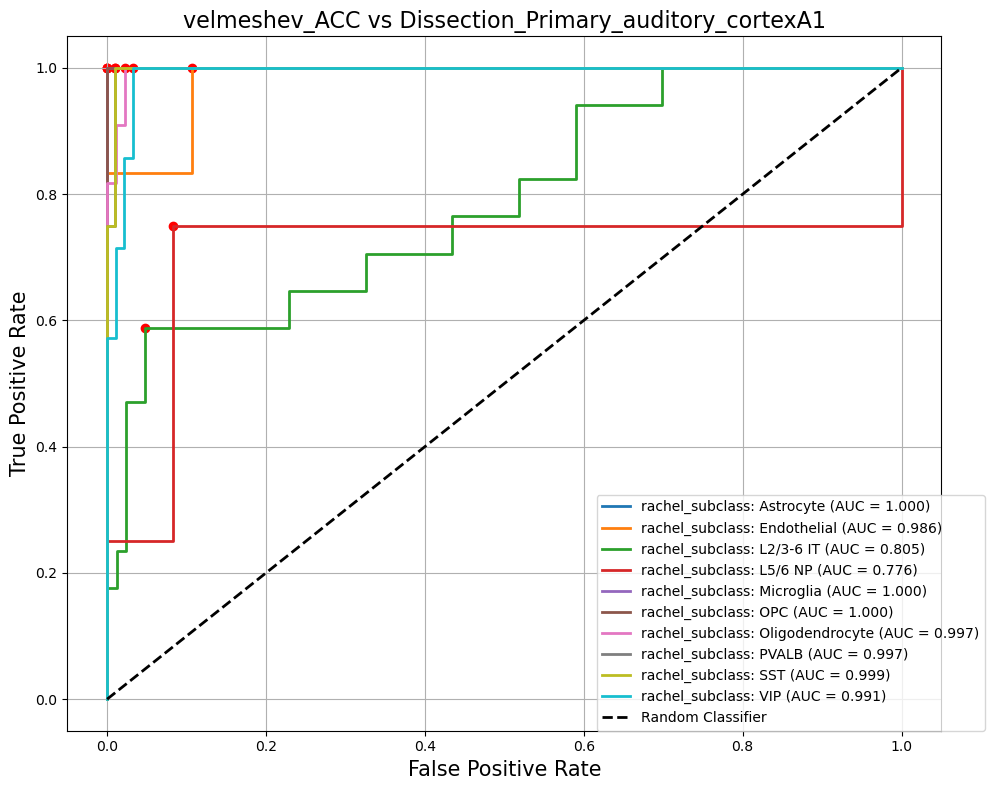 velmeshev_ACC vs Dissection_Primary_auditory_cortexA1
True Positive Rate
1.0
0.8
0.6
0.4
0.2
0.0
0.0 0.2 0.4 0.6 0.8 1.0
False Positive Rate
rachel_subclass: Astrocyte (AUC = 1.000)
rachel_subclass: Endothelial (AUC = 0.986)
rachel_subclass: L2/3-6 IT (AUC = 0.805)
rachel_subclass: L5/6 NP (AUC = 0.776)
rachel_subclass: Microglia (AUC = 1.000)
rachel_subclass: OPC (AUC = 1.000)
rachel_subclass: Oligodendrocyte (AUC = 0.997)
rachel_subclass: PVALB (AUC = 0.997)
rachel_subclass: SST (AUC = 0.999)
rachel_subclass: VIP (AUC = 0.991)
Random Classifier